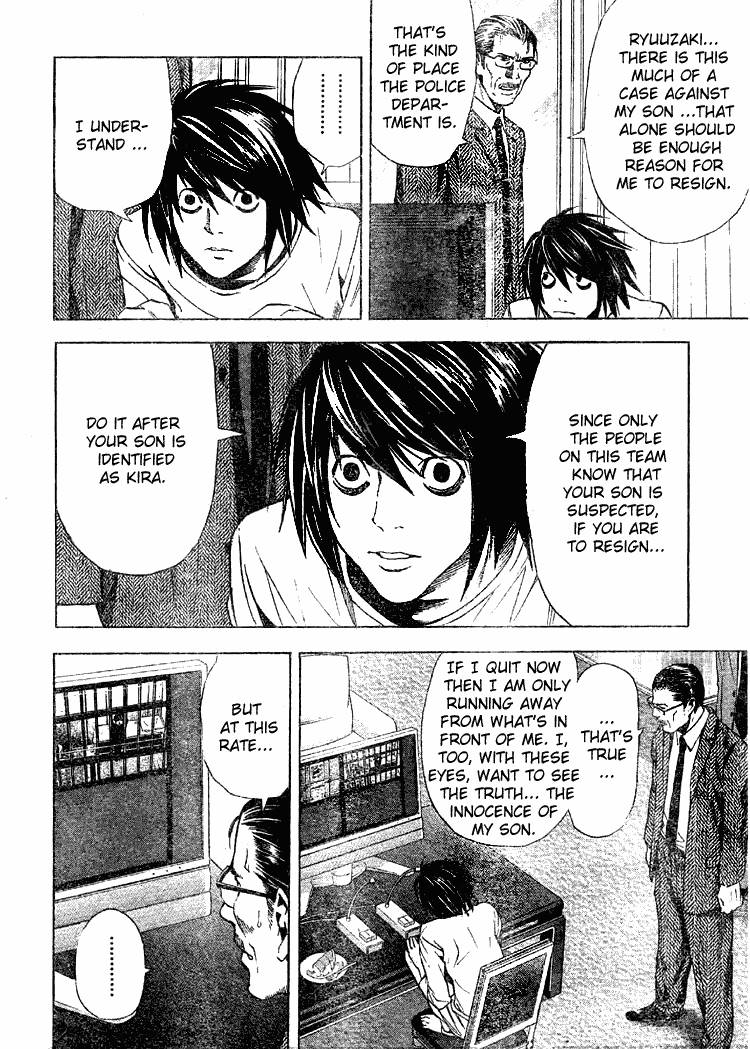 RYUUZAKI...
THERE IS THIS
MUCH OF A
CASE AGAINST
MY SON ...THAT
ALONE SHOULD
BE ENOUGH
REASON FOR
ME TO RESIGN.
THAT'S
THE KIND
OF PLACE
THE POLICE
DEPAR-
TMENT IS.
.........
I UNDER-
STAND ...
SINCE ONLY
THE PEOPLE
ON THIS TEAM
KNOW THAT
YOUR SON IS
SUSPECTED,
IF YOU ARE
TO RESIGN...
DO IT AFTER
YOUR SON IS
IDENTIFIED
AS KIRA.
...
THAT'S
TRUE
...
IF I QUIT NOW
THEN I AM ONLY
RUNNING AWAY
FROM WHAT'S IN
FRONT OF ME. I,
TOO, WITH THESE
EYES, WANT TO SEE
THE TRUTH... THE
INNOCENCE OF
MY SON.
BUT
AT THIS
RATE...
.........